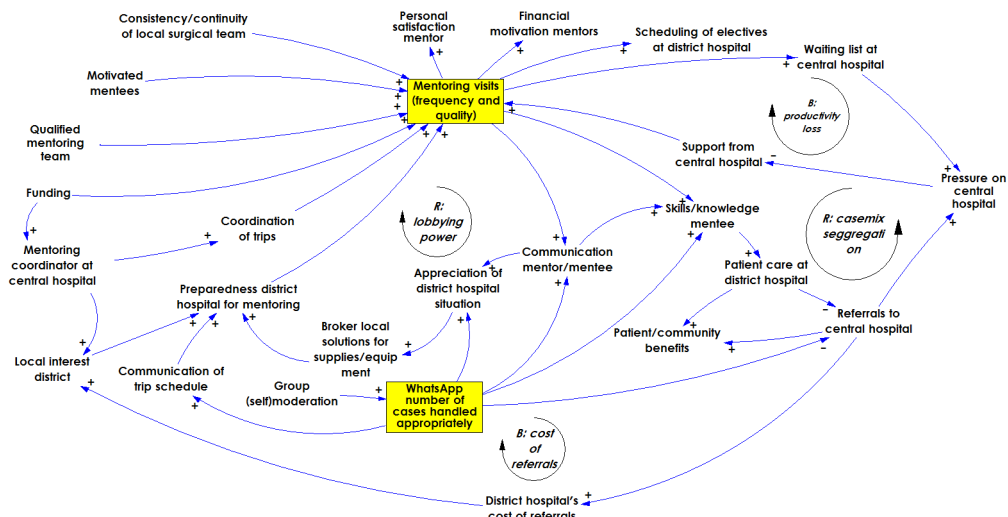 Consistency/continuity
of local surgical team
Personal
satisfaction
mentor
Financial
motivation mentors
Scheduling of electives
at district hospital
Waiting list at
central hospital
Motivated
mentees
Mentoring visits
(frequency and
quality)
B:
productivity
loss
Qualified
mentoring
team
Support from
central hospital
Pressure on
central
hospital
Funding
Coordination
of trips
R:
lobbying
power
Skills/knowledge
mentee
R: casemix
seggregati
on
Mentoring
coordinator at
central hospital
Communication
mentor/mentee
Preparedness district
hospital for mentoring
Appreciation of
district hospital
situation
Patient care at
district hospital
Referrals to
central hospital
Broker local
solutions for
supplies/equip
ment
Patient/community
benefits
Local interest
district
Communication of
trip schedule
Group
(self)moderation
WhatsApp
number of
cases handled
appropriately
B: cost
of
referrals
District hospital's
cost of referrals